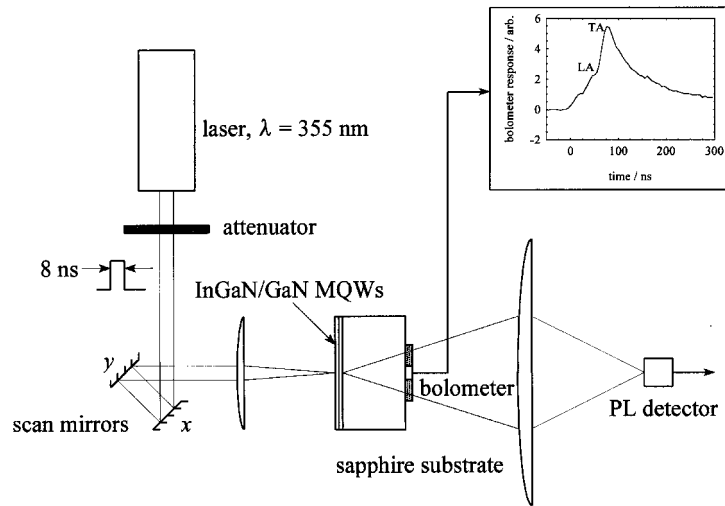 laser, λ = 355 nm
attenuator
8 ns
InGaN/GaN MQWs
y
x
scan mirrors
bolometer
sapphire substrate
PL detector
bolometer response / arb.
6
4
2
0
-2
TA
LA
0
100
200
300
time / ns